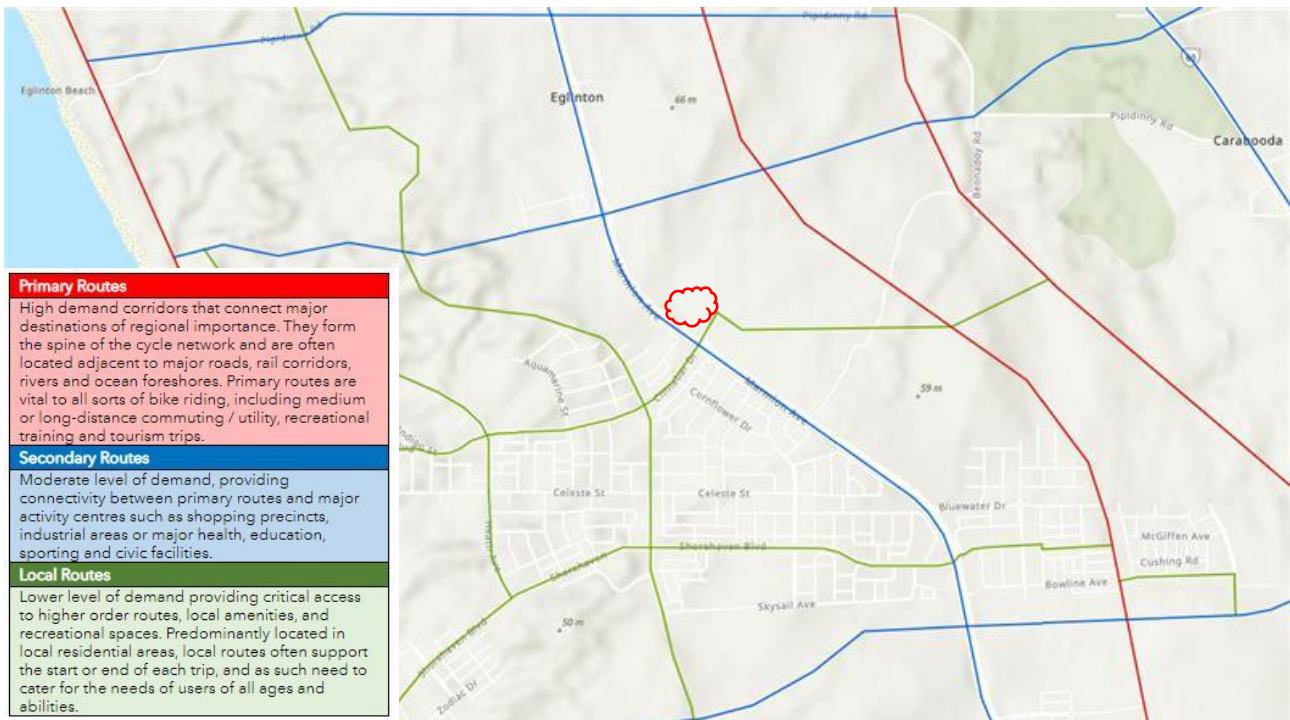 Pipidinny Rd
Pipidinny Rd
65
Eglinton Beach
Eglinton
66 m
Pipidinny Rd
Carabooda
Beonaddy Rd
Marmion Ave
Primary Routes
High demand corridors that connect major
destinations of regional importance. They form
the spine of the cycle network and are often
located adjacent to major roads, rail corridors,
rivers and ocean foreshores. Primary routes are
vital to all sorts of bike riding, including medium
or long-distance commuting / utility, recreational
training and tourism trips.
Secondary Routes
Moderate level of demand, providing
connectivity between primary routes and major
activity centres such as shopping precincts,
industrial areas or major health, education,
sporting and civic facilities.
Local Routes
Lower level of demand providing critical access
to higher order routes, local amenities, and
recreational spaces. Predominantly located in
local residential areas, local routes often support
the start or end of each trip, and as such need to
cater for the needs of users of all ages and
abilities.
Aquamarine St
Cinnabar Dr
Marmion Ave
Cornflower Dr
59 m
Indigo St
Celeste St
Celeste St
Bluewater Dr
Shorehaven
Shorehaven Blvd
McGiffen Ave
Cushing Rd
Bowline Ave
Skysail Ave
50 m
Shorehaven Blvd
Zodiac Dr